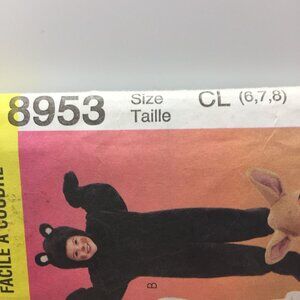 8953 Size CL (6,7,8)
Taille
FACILE À COUDRE
B